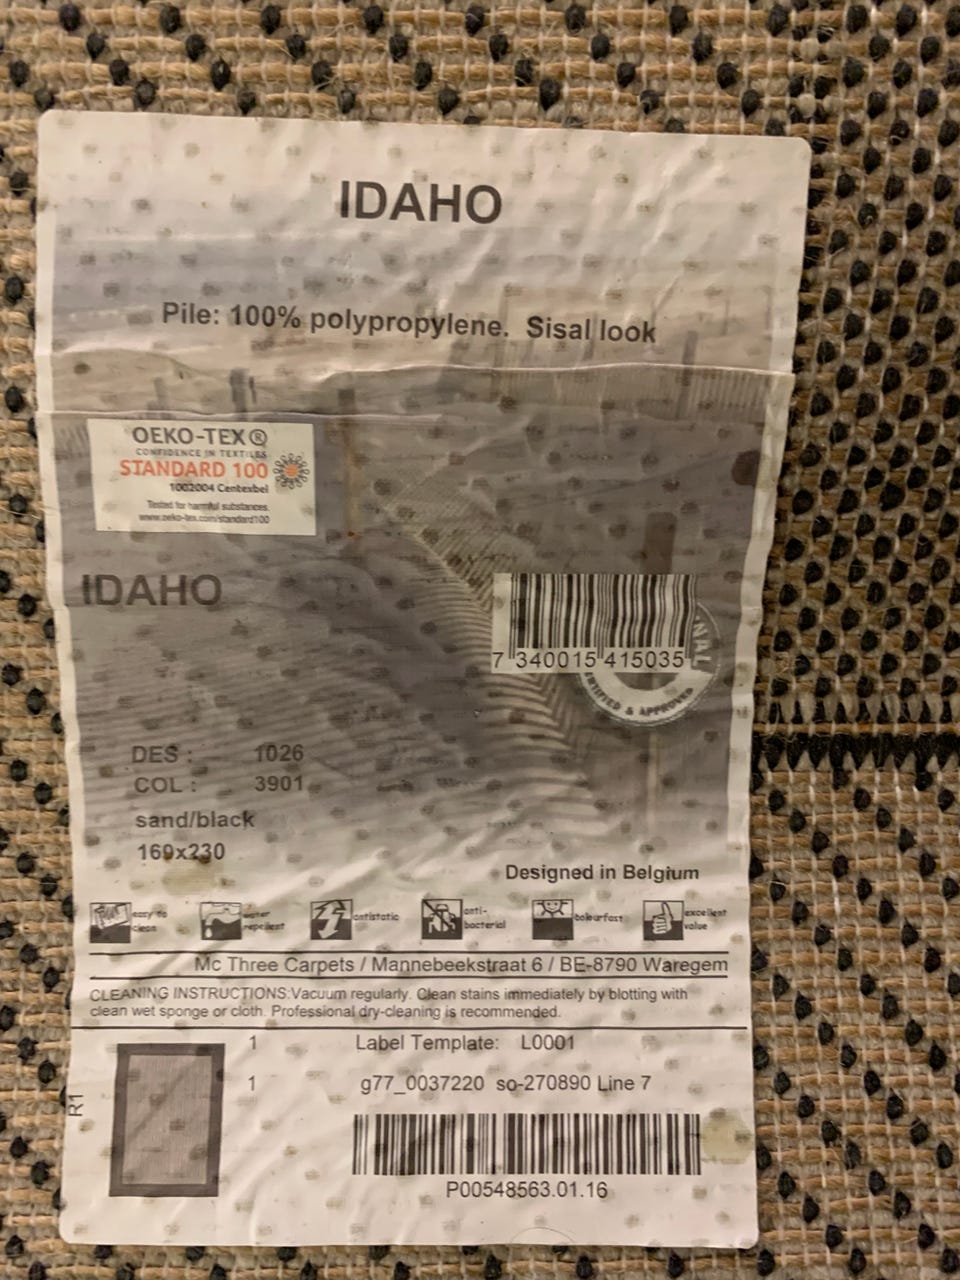 IDAHO
Pile: 100% polypropylene. Sisal look
OEKO-TEX®
CONFIDENCE IN TEXTILES
STANDARD 100
1002004 Centexbel
Tested for harmful substances.
www.oeko-tex.com/standard100
IDAHO
7 340015 415035
NAL
CERTIFIED & APPROVED
DES : 1026
COL : 3901
sand/black
160x230
Designed in Belgium
easy to clean
water repellent
antistatic
anti-bacterial
colourfast
excellent value
Mc Three Carpets / Mannebeekstraat 6 / BE-8790 Waregem
CLEANING INSTRUCTIONS:Vacuum regularly. Clean stains immediately by blotting with
clean wet sponge or cloth. Professional dry-cleaning is recommended.
1 Label Template: L0001
1 g77_0037220 so-270890 Line 7
R1
P00548563.01.16